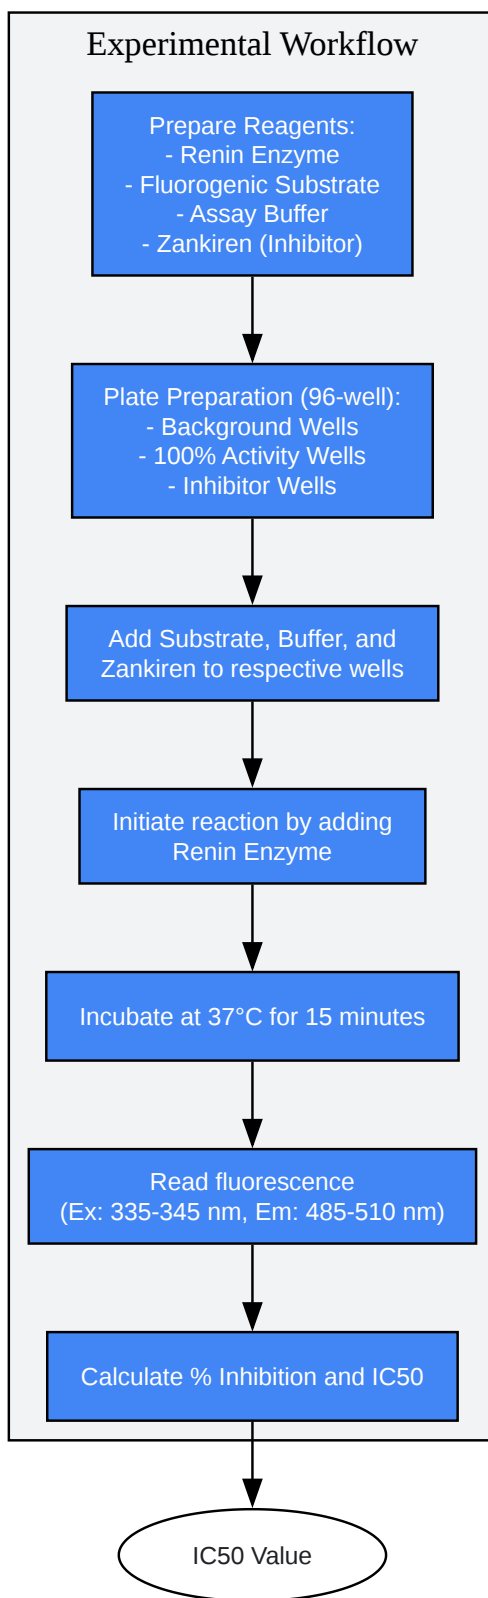 Experimental Workflow
Prepare Reagents:
- Renin Enzyme
- Fluorogenic Substrate
- Assay Buffer
- Zankiren (Inhibitor)
Plate Preparation (96-well):
- Background Wells
- 100% Activity Wells
- Inhibitor Wells
Add Substrate, Buffer, and
Zankiren to respective wells
Initiate reaction by adding
Renin Enzyme
Incubate at 37°C for 15 minutes
Read fluorescence
(Ex: 335-345 nm, Em: 485-510 nm)
Calculate % Inhibition and IC50
IC50 Value